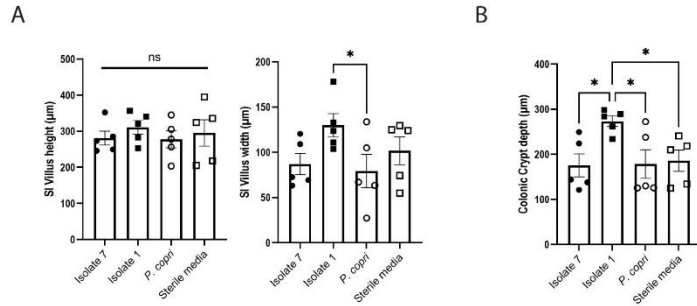 A
B
ns
SI Villus height (μm)
500
400
300
200
100
0
Isolate 7
Isolate 1
P. copri
Sterile media
*
SI Villus width (μm)
200
150
100
50
0
Isolate 7
Isolate 1
P. copri
Sterile media
*
* *
Colonic Crypt depth (μm)
400
300
200
100
0
Isolate 7
Isolate 1
P. copri
Sterile media